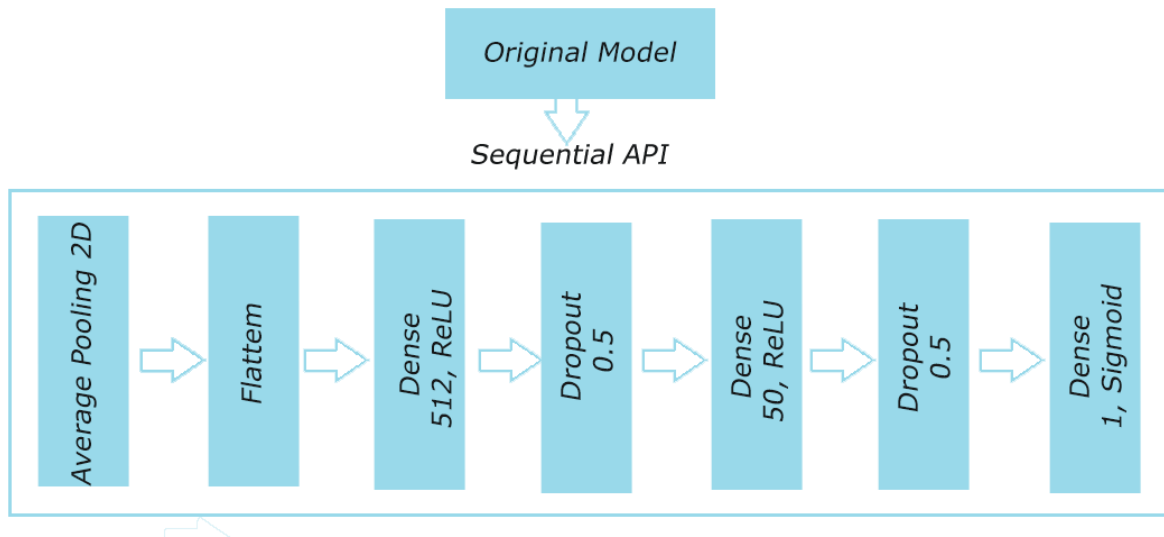 Original Model
Sequential API
Average Pooling 2D
Flattem
Dense
512, ReLU
Dropout
0.5
Dense
50, ReLU
Dropout
0.5
Dense
1, Sigmoid